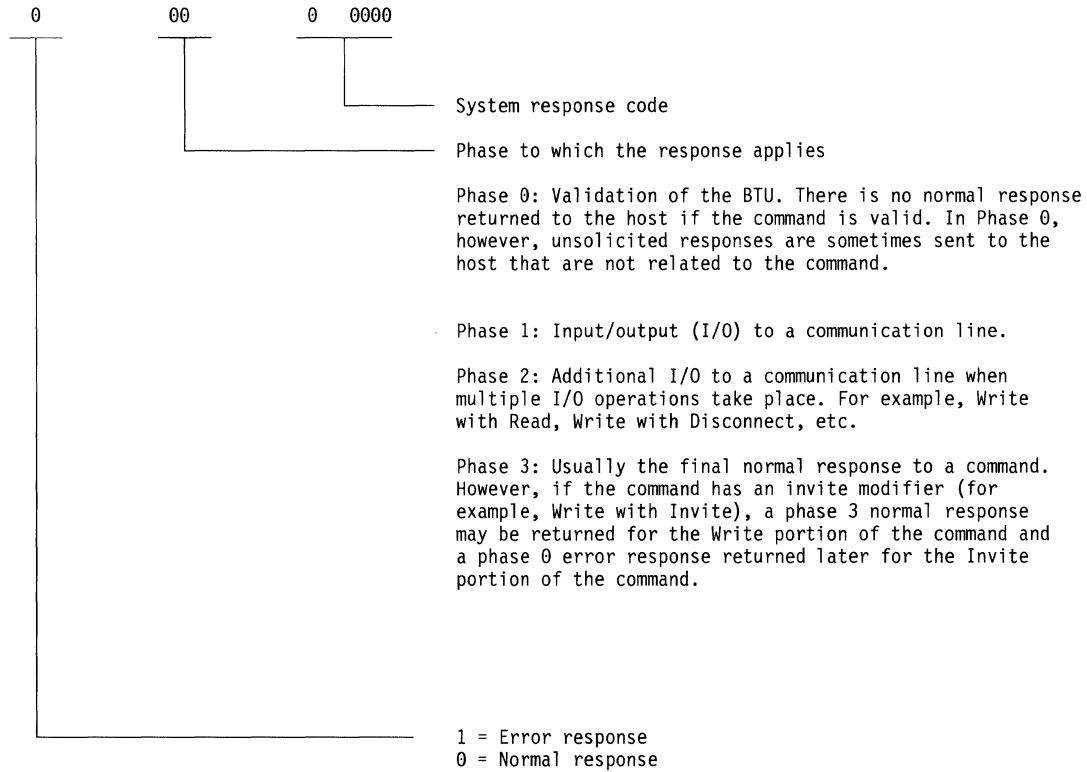 0 00 0 0000
System response code
Phase to which the response applies
Phase 0: Validation of the BTU. There is no normal response
returned to the host if the command is valid. In Phase 0,
however, unsolicited responses are sometimes sent to the
host that are not related to the command.
Phase 1: Input/output (I/O) to a communication line.
Phase 2: Additional I/O to a communication line when
multiple I/O operations take place. For example, Write
with Read, Write with Disconnect, etc.
Phase 3: Usually the final normal response to a command.
However, if the command has an invite modifier (for
example, Write with Invite), a phase 3 normal response
may be returned for the Write portion of the command and
a phase 0 error response returned later for the Invite
portion of the command.
1 = Error response
0 = Normal response